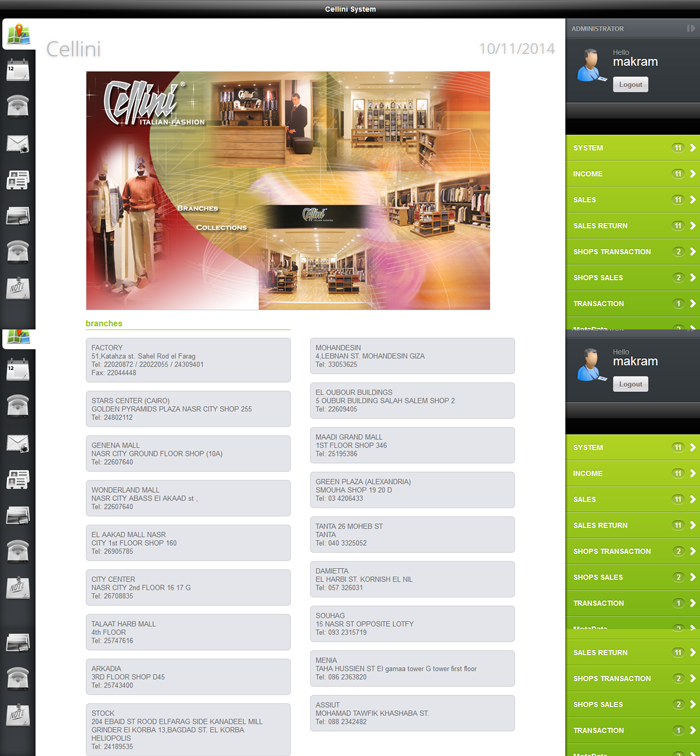 Cellini System
Cellini
10/11/2014
Cellini
ITALIAN-FASHION
BRANCHES
COLLECTIONS
Cellini
branches
FACTORY
51,Katahza st. Sahel Rod el Farag
Tel: 22020872 / 22022055 / 24309401
Fax: 22044448
STARS CENTER (CAIRO)
GOLDEN PYRAMIDS PLAZA NASR CITY SHOP 255
Tel: 24802112
GENENA MALL
NASR CITY GROUND FLOOR SHOP (10A)
Tel: 22607640
WONDERLAND MALL
NASR CITY ABASS El AKAAD st .
Tel: 22607640
EL AAKAD MALL NASR
CITY 1st FLOOR SHOP 160
Tel: 26905785
CITY CENTER
NASR CITY 2nd FLOOR 16 17 G
Tel: 26708835
TALAAT HARB MALL
4th FLOOR
Tel: 25747616
ARKADIA
3RD FLOOR SHOP D45
Tel: 25743400
STOCK
204 EBAID ST ROOD ELFARAG SIDE KANADEEL MILL
GRINDER El KORBA 13,BAGDAD ST. EL KORBA
HELIOPOLIS
Tel: 24189535
MOHANDESIN
4,LEBNAN ST. MOHANDESIN GIZA
Tel: 33053625
EL OUBOUR BUILDINGS
5 OUBUR BUILDING SALAH SALEM SHOP 2
Tel: 22609405
MAADI GRAND MALL
1ST FLOOR SHOP 346
Tel: 25195386
GREEN PLAZA (ALEXANDRIA)
SMOUHA SHOP 19 20 D
Tel: 03 4206433
TANTA 26 MOHEB ST
TANTA
Tel: 040 3325052
DAMIETTA
EL HARBI ST. KORNISH EL NIL
Tel: 057 326031
SOUHAG
15 NASR ST OPPOSITE LOTFY
Tel: 093 2315719
MENIA
TAHA HUSSIEN ST El gamaa tower G tower first floor
Tel: 086 2363820
ASSIUT
MOHAMAD TAWFIK KHASHABA ST.
Tel: 088 2342482
ADMINISTRATOR
Hello
makram
Logout
SYSTEM 11
INCOME 11
SALES 11
SALES RETURN 11
SHOPS TRANSACTION 2
SHOPS SALES 2
TRANSACTION 1
MetaData
Hello
makram
Logout
SYSTEM 11
INCOME 11
SALES 11
SALES RETURN 11
SHOPS TRANSACTION 2
SHOPS SALES 2
TRANSACTION 1
MetaData
SALES RETURN 11
SHOPS TRANSACTION 2
SHOPS SALES 2
TRANSACTION 1
MetaData
12
NOTE
12
NOTE
NOTE